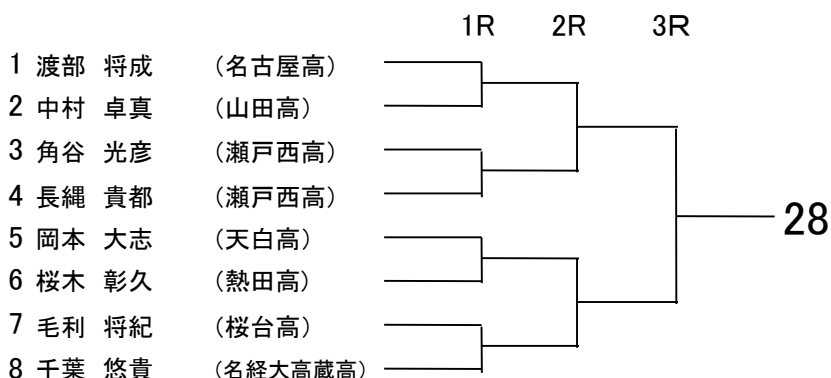 1R 2R 3R
1 渡部 将成 (名古屋高)
2 中村 卓真 (山田高)
3 角谷 光彦 (瀬戸西高)
4 長縄 貴都 (瀬戸西高)
5 岡本 大志 (天白高)
6 桜木 彰久 (熱田高)
7 毛利 将紀 (桜台高)
8 千葉 悠貴 (名経大高蔵高)
28